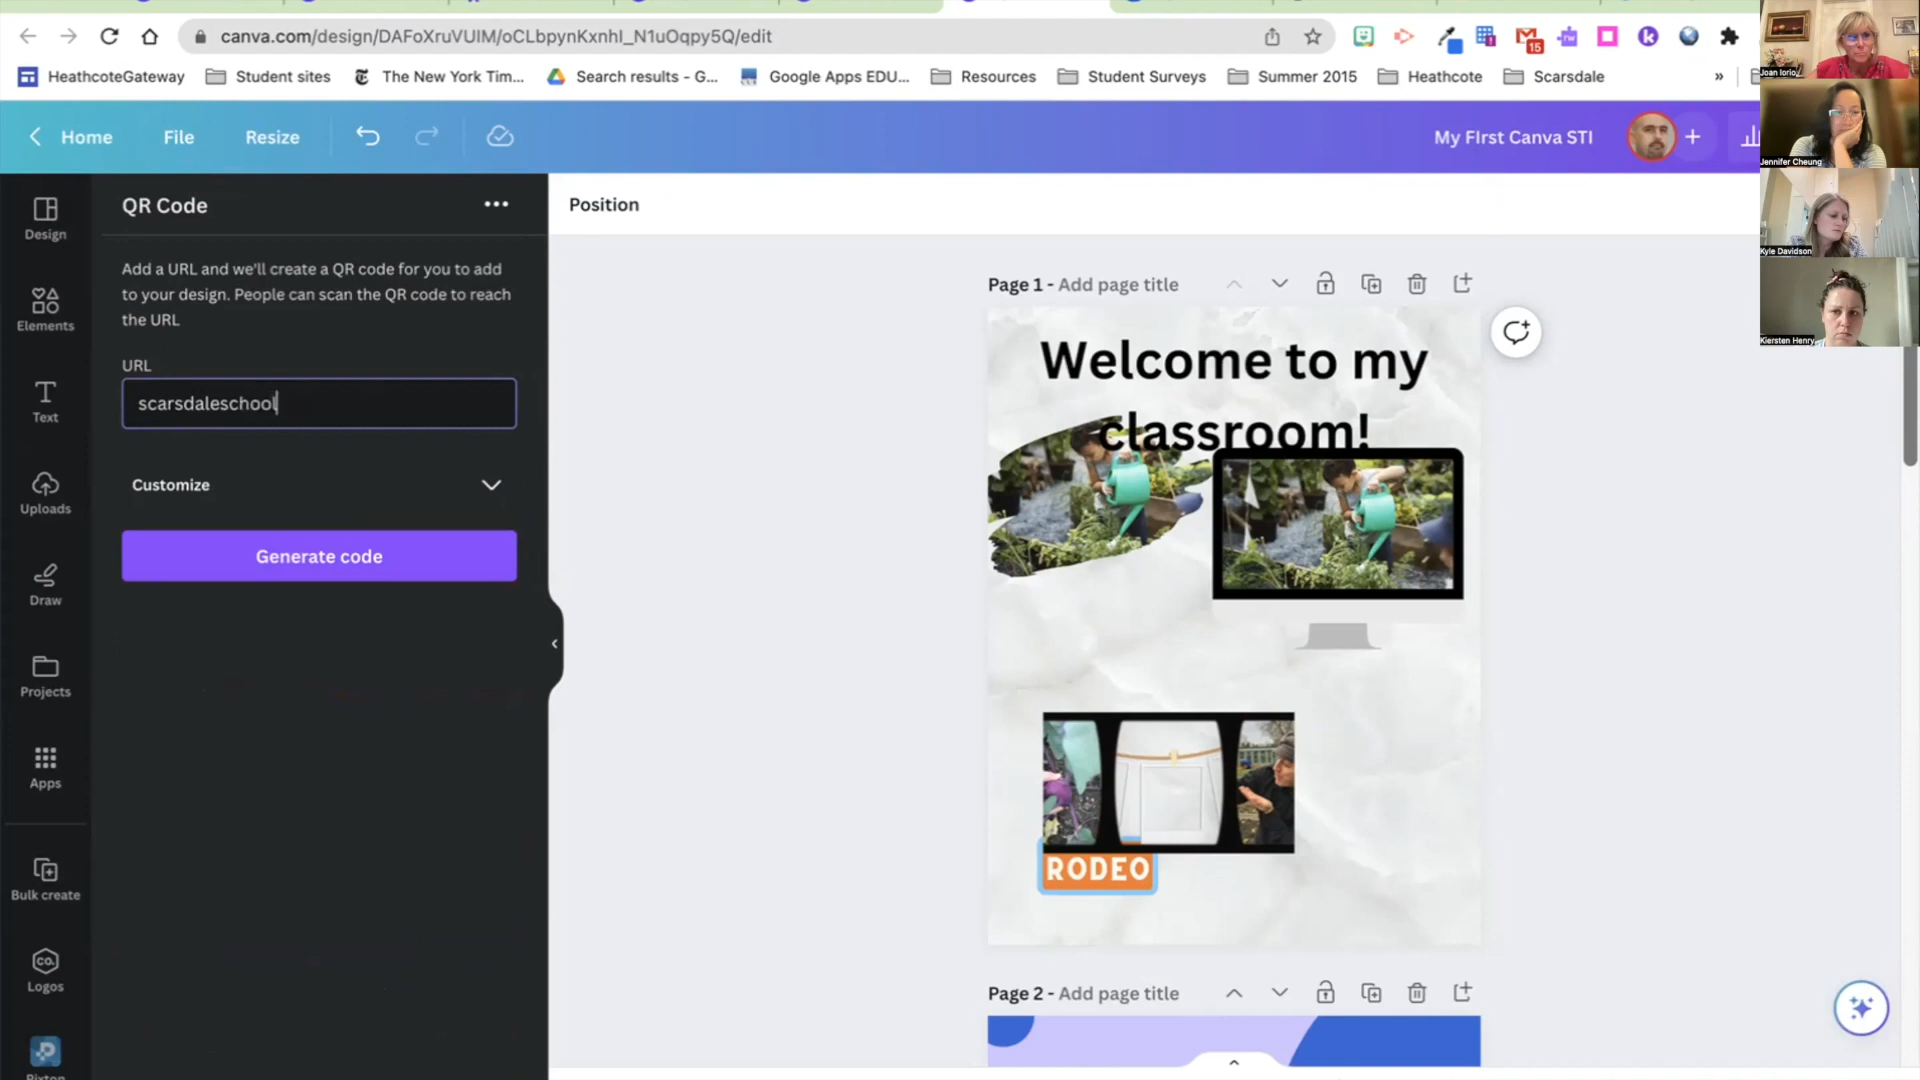 canva.com/design/DAFoXruVUIM/oCLbpynKxnhI_N1uOqpy5Q/edit
15
HeathcoteGateway
Student sites
The New York Tim...
Search results - G...
Google Apps EDU...
Resources
Student Surveys
Summer 2015
Heathcote
Scarsdale
»
Home
File
Resize
My FIrst Canva STI
Design
Elements
Text
Uploads
Draw
Projects
Apps
Bulk create
Logos
Pixton
QR Code
Add a URL and we'll create a QR code for you to add
to your design. People can scan the QR code to reach
the URL
URL
scarsdaleschool
Customize
Generate code
Position
Page 1 - Add page title
Welcome to my
classroom!
RODEO
Page 2 - Add page title
Joan Iorio
Jennifer Cheung
Kyle Davidson
Kiersten Henry